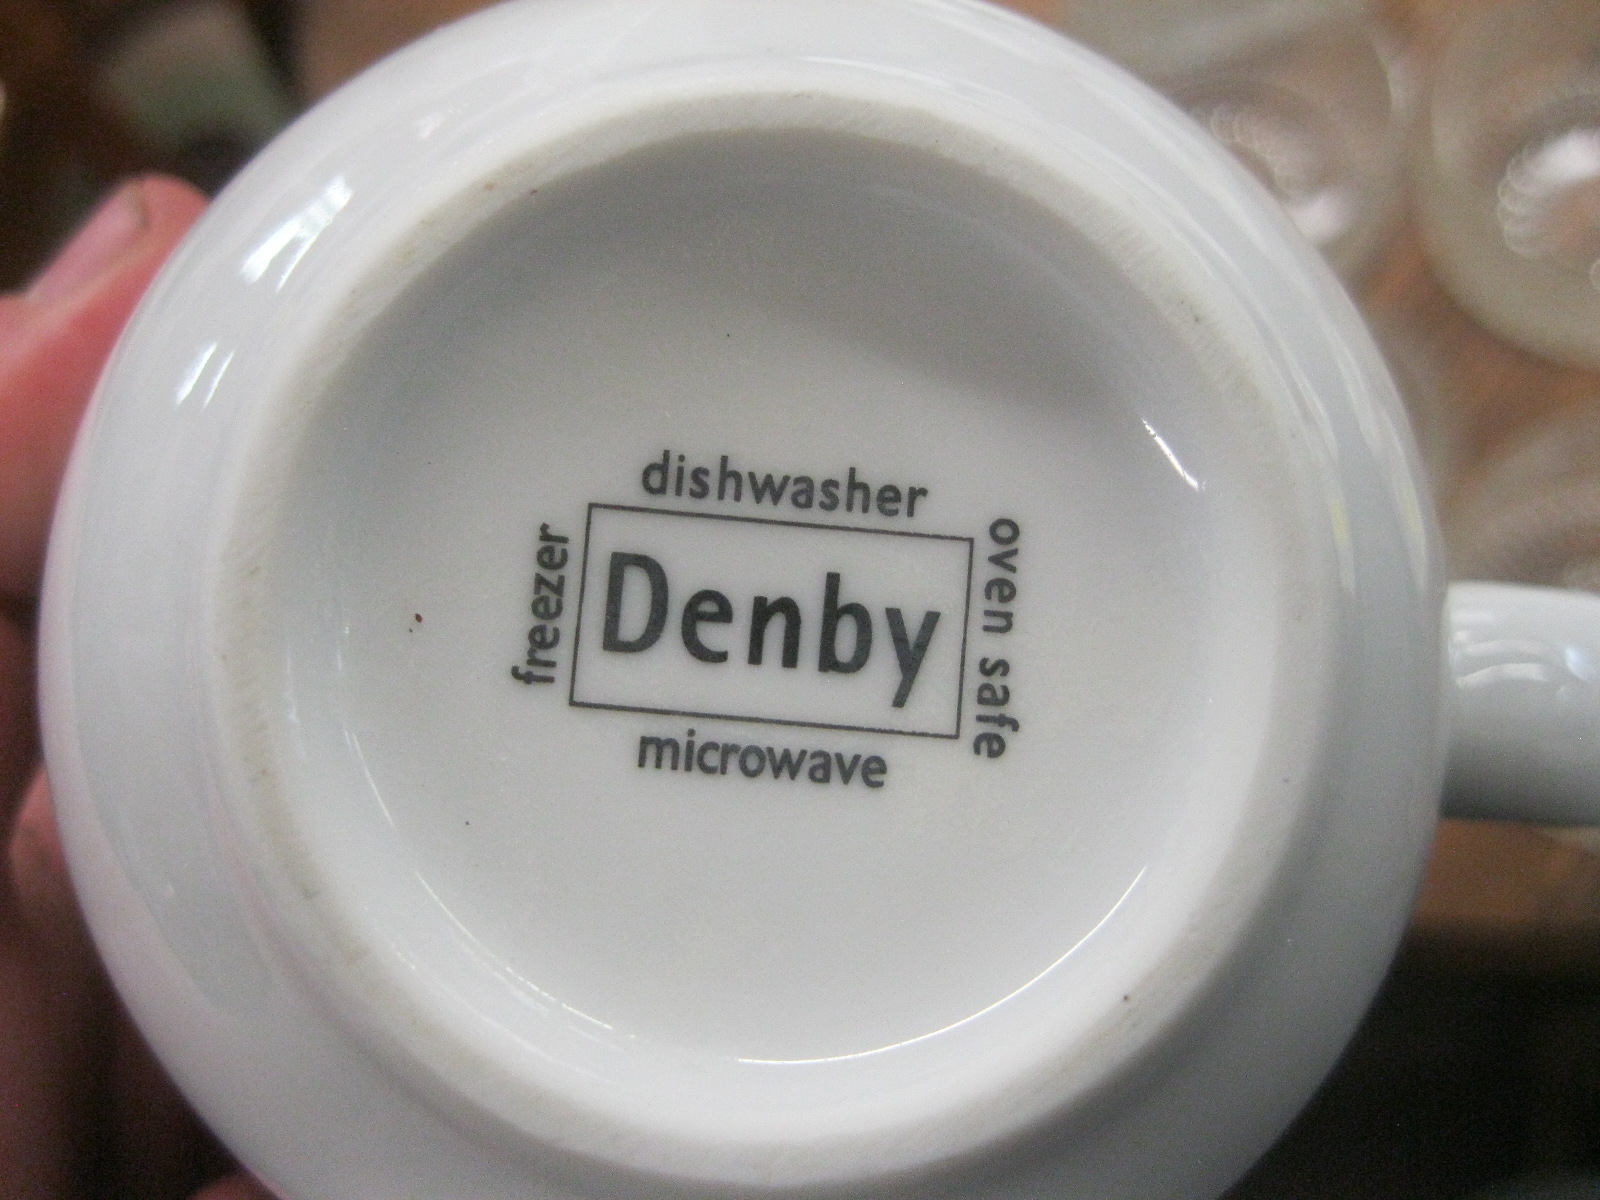 dishwasher
freezer
Denby
oven safe
microwave